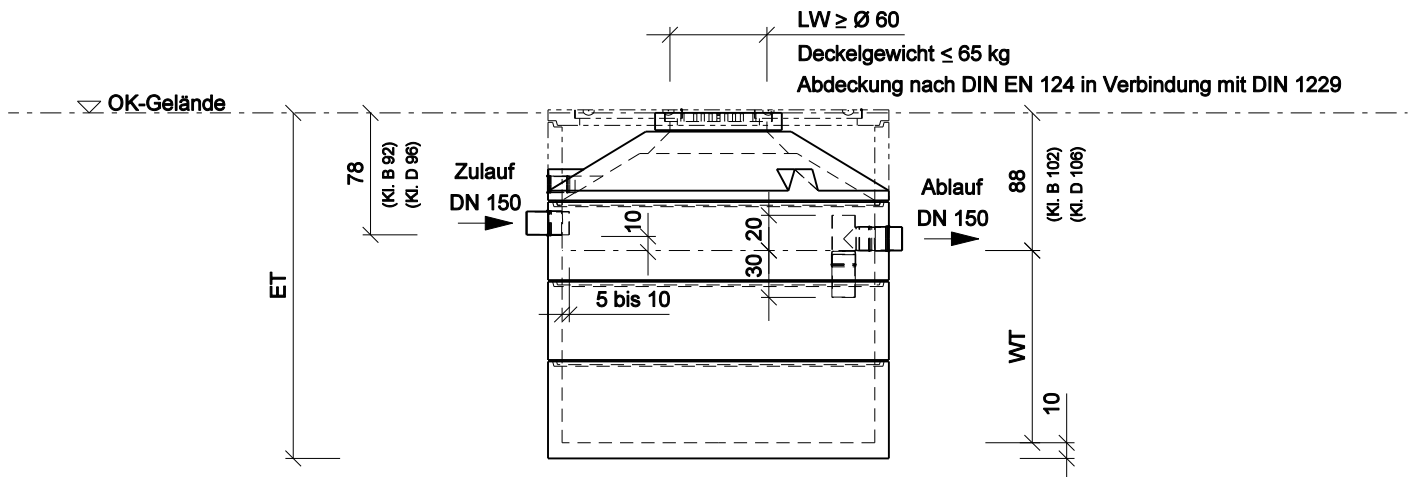 LW ≥ Ø 60
Deckelgewicht ≤ 65 kg
Abdeckung nach DIN EN 124 in Verbindung mit DIN 1229
OK-Gelände
78
(Kl. B 92)
(Kl. D 96)
Zulauf
DN 150
10
20
30
Ablauf
DN 150
88
(Kl. B 102)
(Kl. D 106)
ET
5 bis 10
WT
10